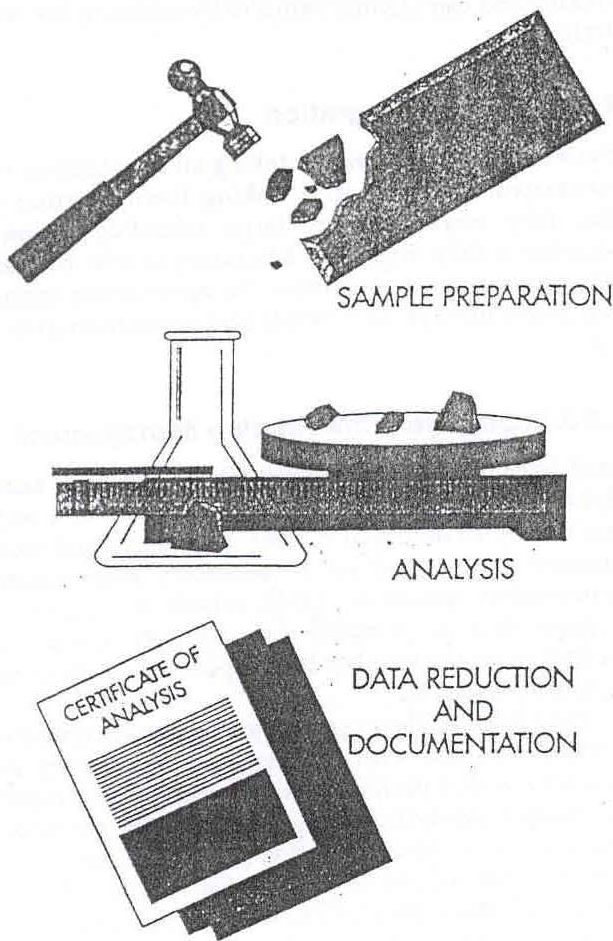 SAMPLE PREPARATION
ANALYSIS
CERTIFICATE OF
ANALYSIS
DATA REDUCTION
AND
DOCUMENTATION